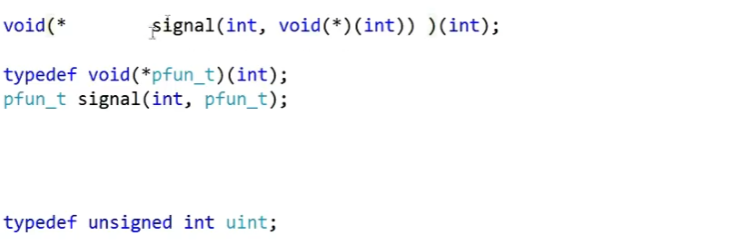 void(*        signal(int, void(*)(int)) )(int);
typedef void(*pfun_t)(int);
pfun_t signal(int, pfun_t);
typedef unsigned int uint;